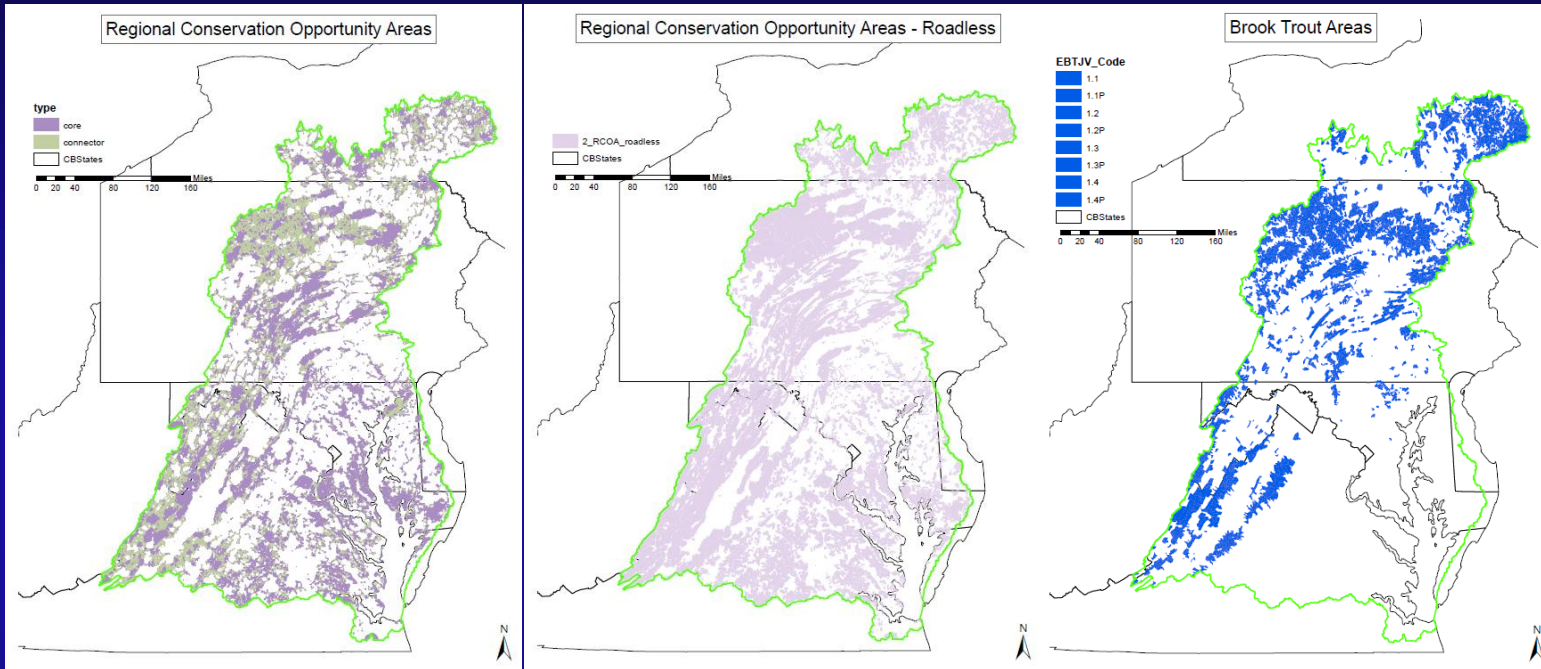 Regional Conservation Opportunity Areas
type
core
connector
CBStates
Miles
0 20 40 80 120 160
N
Regional Conservation Opportunity Areas - Roadless
2_RCOA_roadless
CBStates
Miles
0 20 40 80 120 160
N
Brook Trout Areas
EBTJV_Code
1.1
1.1P
1.2
1.2P
1.3
1.3P
1.4
1.4P
CBStates
Miles
0 20 40 80 120 160
N